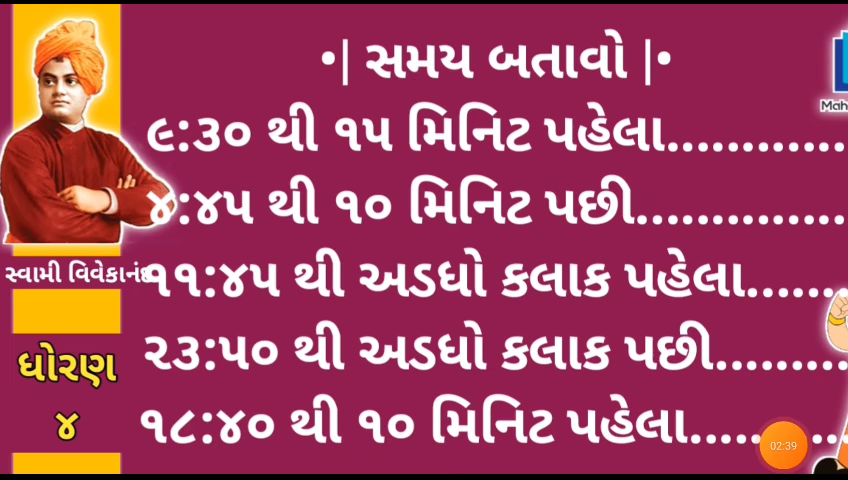 •| સમય બતાવો |•
૯:૩૦ થી ૧૫ મિનિટ પહેલા............
૪:૪૫ થી ૧૦ મિનિટ પછી..............
૧૧:૪૫ થી અડધો કલાક પહેલા......
૨૩:૫૦ થી અડધો કલાક પછી.........
૧૮:૪૦ થી ૧૦ મિનિટ પહેલા..........
સ્વામી વિવેકાનંદ
ધોરણ
૪
Mah
02:39